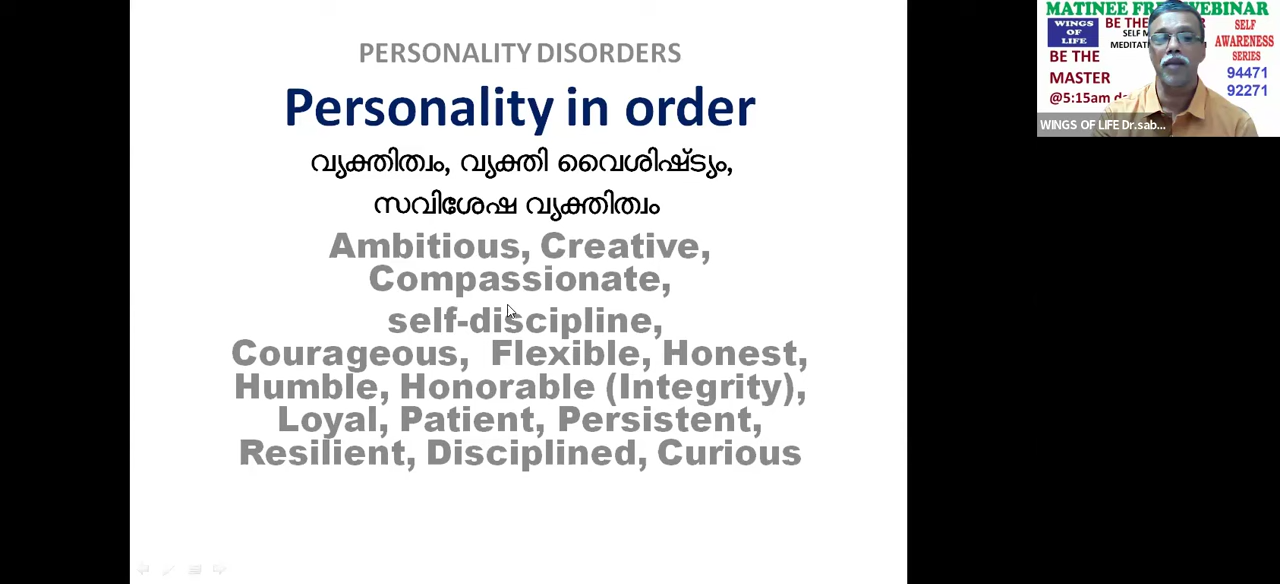 PERSONALITY DISORDERS
Personality in order
വ്യക്തിത്വം, വ്യക്തി വൈശിഷ്ട്യം,
സവിശേഷ വ്യക്തിത്വം
Ambitious, Creative,
Compassionate,
self-discipline,
Courageous, Flexible, Honest,
Humble, Honorable (Integrity),
Loyal, Patient, Persistent,
Resilient, Disciplined, Curious
MATINEE FR WEBINAR
WINGS
OF
LIFE
BE THE
SELF M
MEDITAT
BE THE
MASTER
@5:15am
SELF
AWARENESS
SERIES
94471
92271
WINGS OF LIFE Dr.sab...